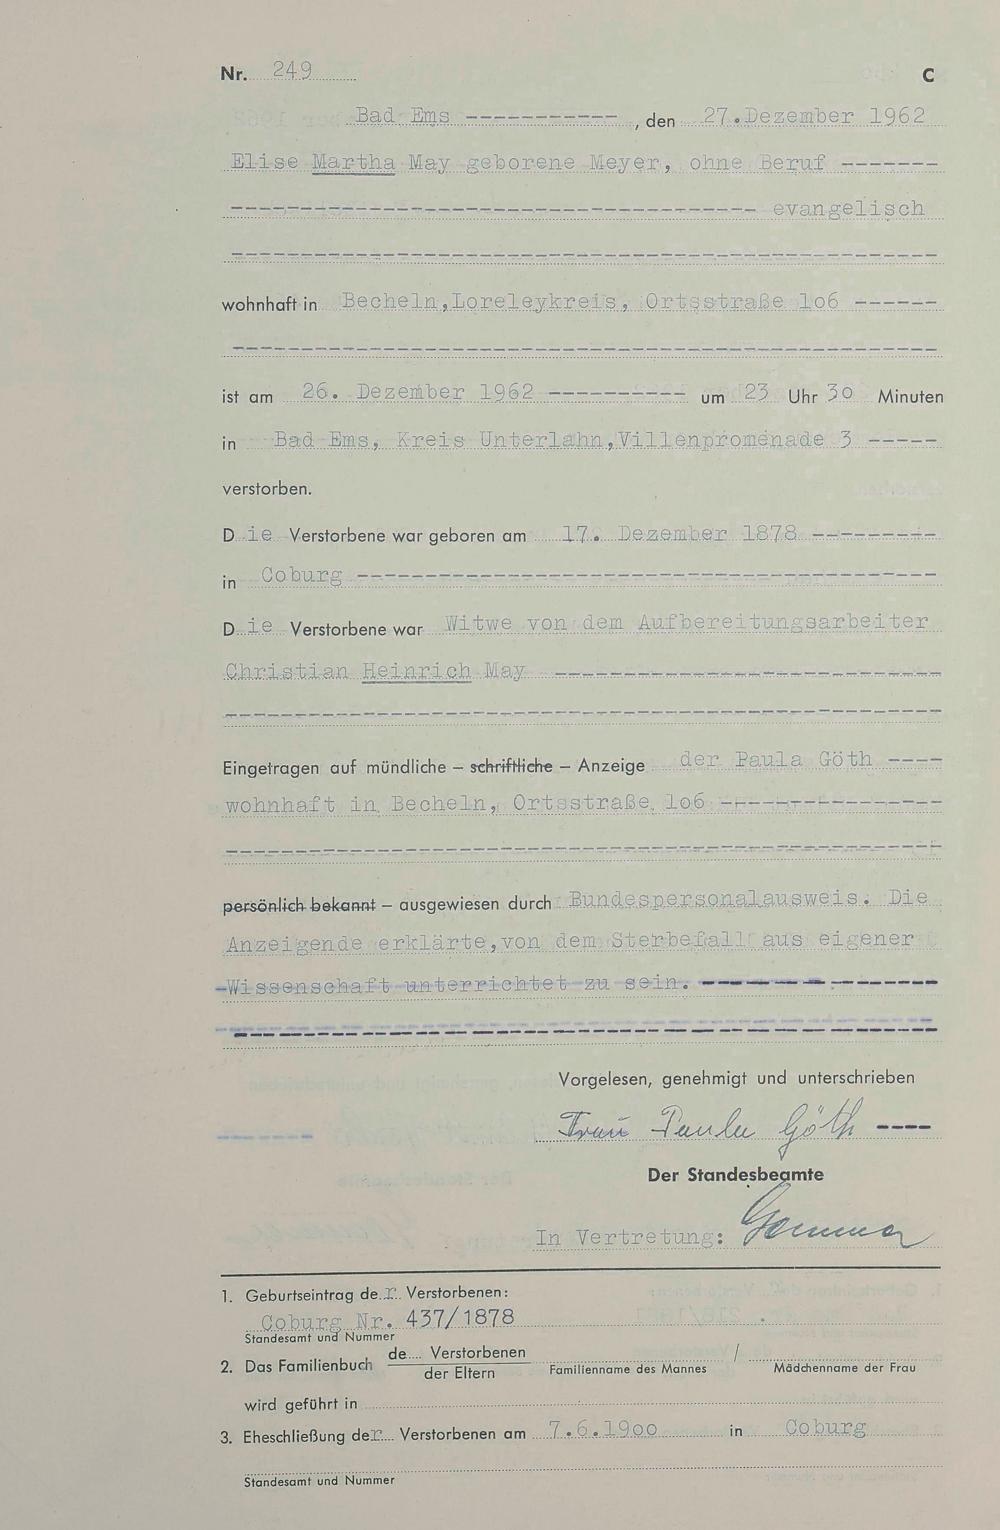 Nr. 249 C
Bad Ems ------------ , den 27. Dezember 1962
Elise Martha May geborene Meyer, ohne Beruf -------
-------------------------------------- evangelisch
wohnhaft in Becheln, Loreleykreis, Ortsstraße 1o6 ------
ist am 26. Dezember 1962 ---------- um 23 Uhr 30 Minuten
in Bad Ems, Kreis Unterlahn, Villenpromenade 3 -----
verstorben.
Die Verstorbene war geboren am 17. Dezember 1878 ---------
in Coburg ------------------------------------------
Die Verstorbene war Witwe von dem Aufbereitungsarbeiter
Christian Heinrich May ----------------------------
Eingetragen auf mündliche – schriftliche – Anzeige der Paula Göth ----
wohnhaft in Becheln, Ortsstraße 1o6 ----------------
persönlich bekannt – ausgewiesen durch Bundespersonalausweis. Die
Anzeigende erklärte, von dem Sterbefall aus eigener
-Wissenschaft unterrichtet zu sein. -----------------
Vorgelesen, genehmigt und unterschrieben
Frau Paula Göth ----
Der Standesbeamte
In Vertretung:
1. Geburtseintrag der Verstorbenen:
Coburg Nr. 437/1878
Standesamt und Nummer
2. Das Familienbuch de.... Verstorbenen /
der Eltern Familienname des Mannes Mädchenname der Frau
wird geführt in
3. Eheschließung der Verstorbenen am 7.6.19oo in Coburg
Standesamt und Nummer